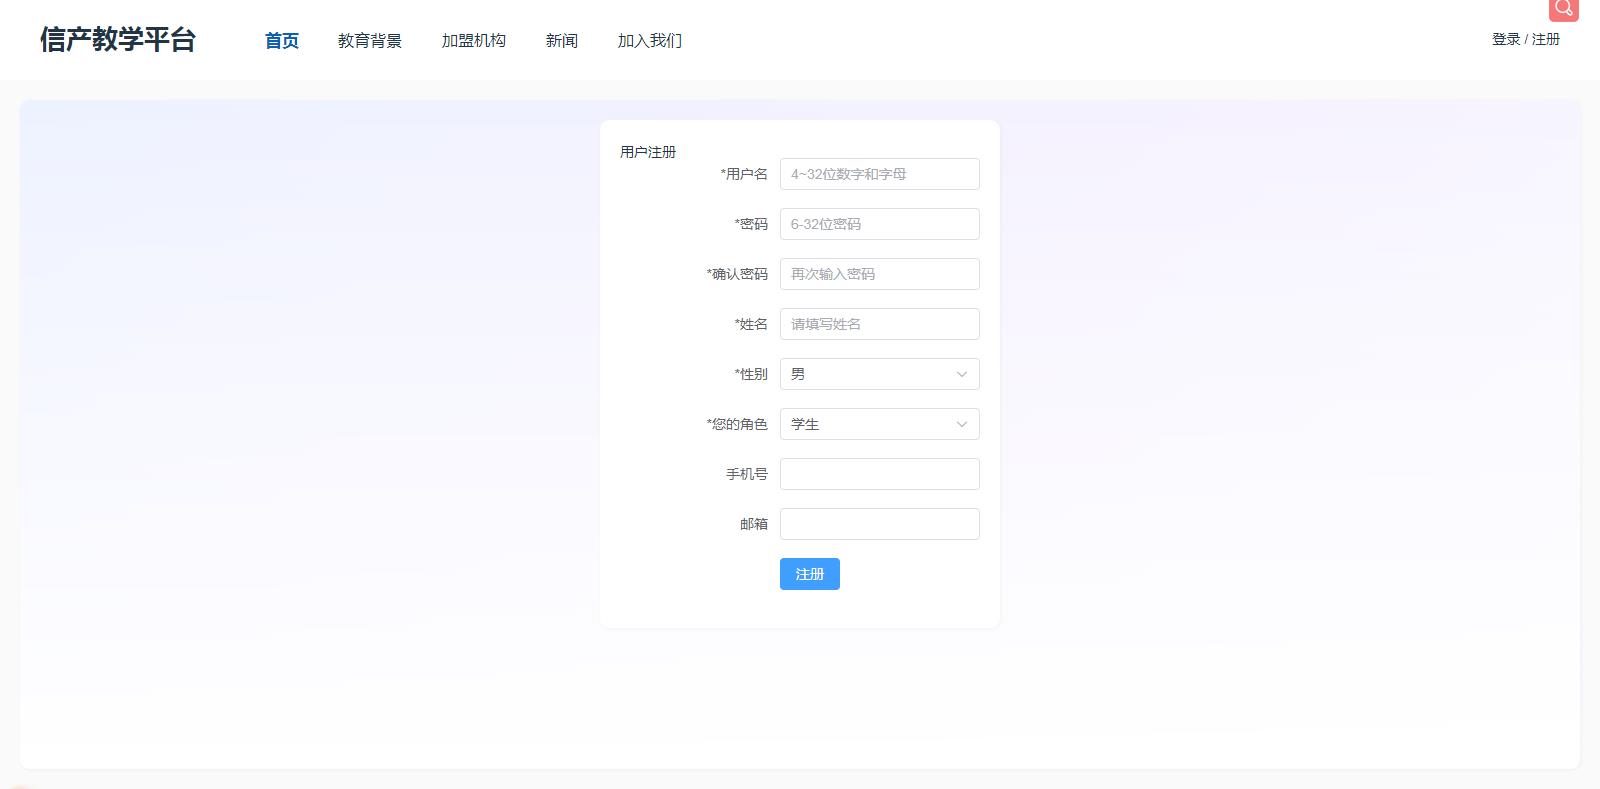 信产教学平台
首页 教育背景 加盟机构 新闻 加入我们
登录 / 注册
用户注册
*用户名 4~32位数字和字母
*密码 6-32位密码
*确认密码 再次输入密码
*姓名 请填写姓名
*性别 男
*您的角色 学生
手机号
邮箱
注册